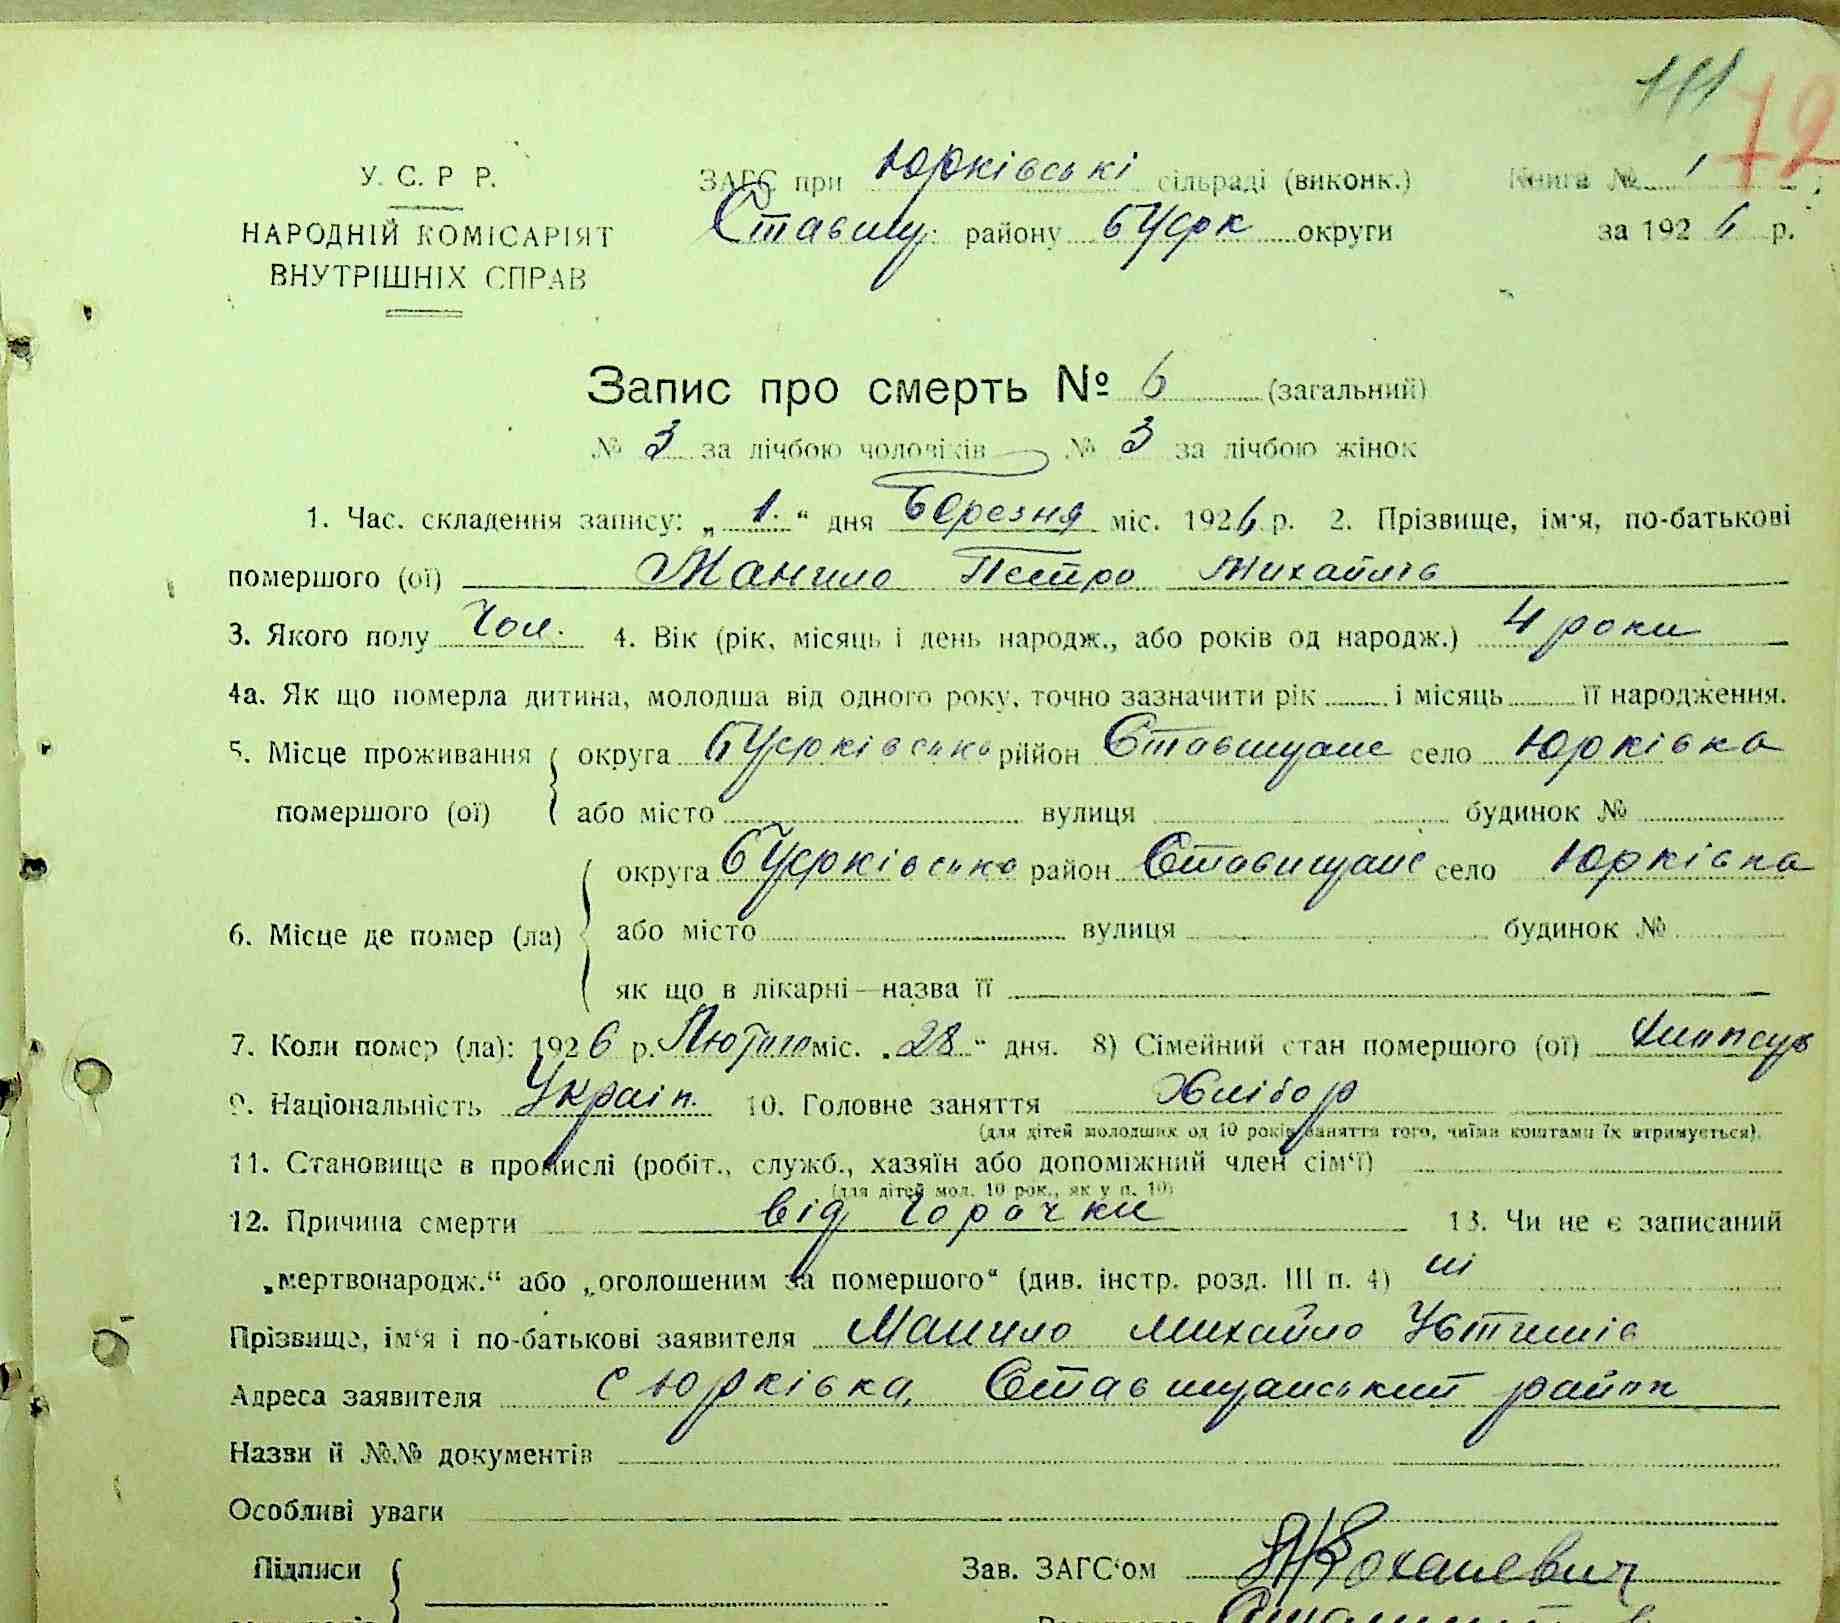 111 72
У. С. Р Р. ЗАГС при Юрківські сільраді (виконк.) Книга № 1
НАРОДНІЙ КОМІСАРІЯТ Ставищ. району БЦерк округи за 1926 р.
ВНУТРІШНІХ СПРАВ
Запис про смерть № 6 (загальний)
№ 3 за лічбою чоловіків № 3 за лічбою жінок
1. Час. складення запису: „ 1. “ дня Березня міс. 1926 р. 2. Прізвище, ім'я, по-батькові
помершого (ої) Манило Петро Михайлів
3. Якого полу Чол. 4. Вік (рік, місяць і день народж., або років од народж.) 4 роки
4а. Як що померла дитина, молодша від одного року, точно зазначити рік і місяць її народження.
5. Місце проживання округа БЦерківсько рийон Ставищанс село Юрківка
помершого (ої) або місто вулиця будинок №
округа БЦерківсько район Ставищанс село Юрківка
6. Місце де помер (ла) або місто вулиця будинок №
як що в лікарні—назва її
7. Коли помер (ла): 1926 р. Лютого міс. „28“ дня. 8) Сімейний стан помершого (ої)
9. Національність Україн. 10. Головне заняття Хлібор
(для дітей молодших од 10 років заняття того, чиїми коштами їх втримується).
11. Становище в промислі (робіт., служб., хазяїн або допоміжний член сім'ї)
(для дітей мол. 10 рок., як у п. 10)
12. Причина смерти від Горячки 13. Чи не є записаний
„мертвонародж.“ або „оголошеним за помершого“ (див. інстр. розд. III п. 4) ні
Прізвище, ім'я і по-батькові заявителя Манило Михайло
Адреса заявителя с Юрківка, Ставищанський район
Назви й №№ документів
Особливі уваги
Підписи Зав. ЗАГС'ом